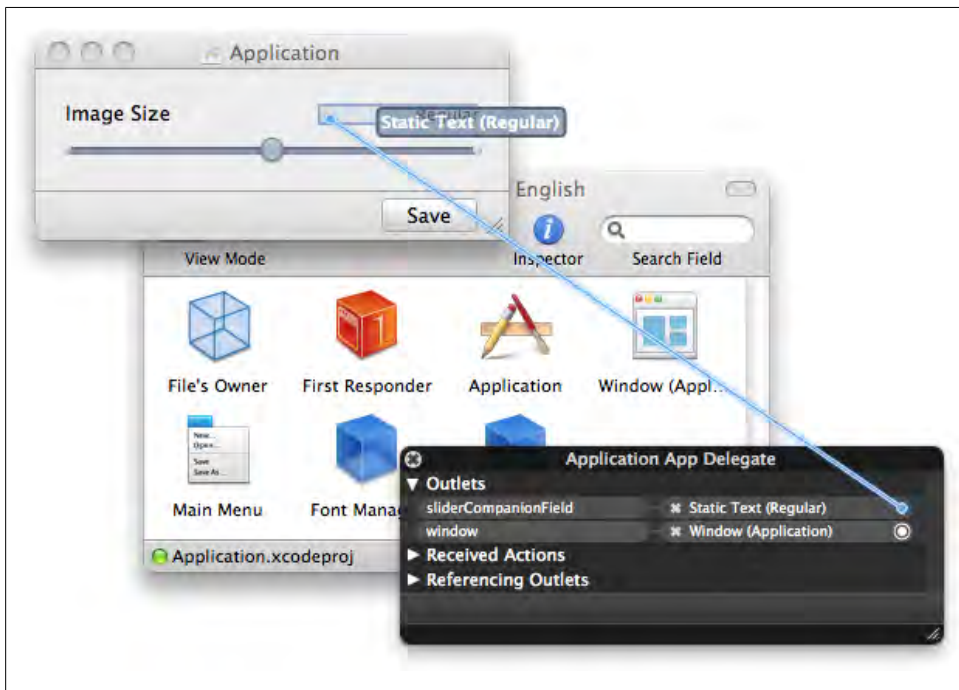 Application
Image Size
Regular
Static Text (Regular)
Save
English
View Mode
Inspector
Search Field
File's Owner
First Responder
Application
Window (Appl...
New...
Open...
Save
Save As...
Main Menu
Font Manag
Application.xcodeproj
Application App Delegate
Outlets
sliderCompanionField
Static Text (Regular)
window
Window (Application)
Received Actions
Referencing Outlets